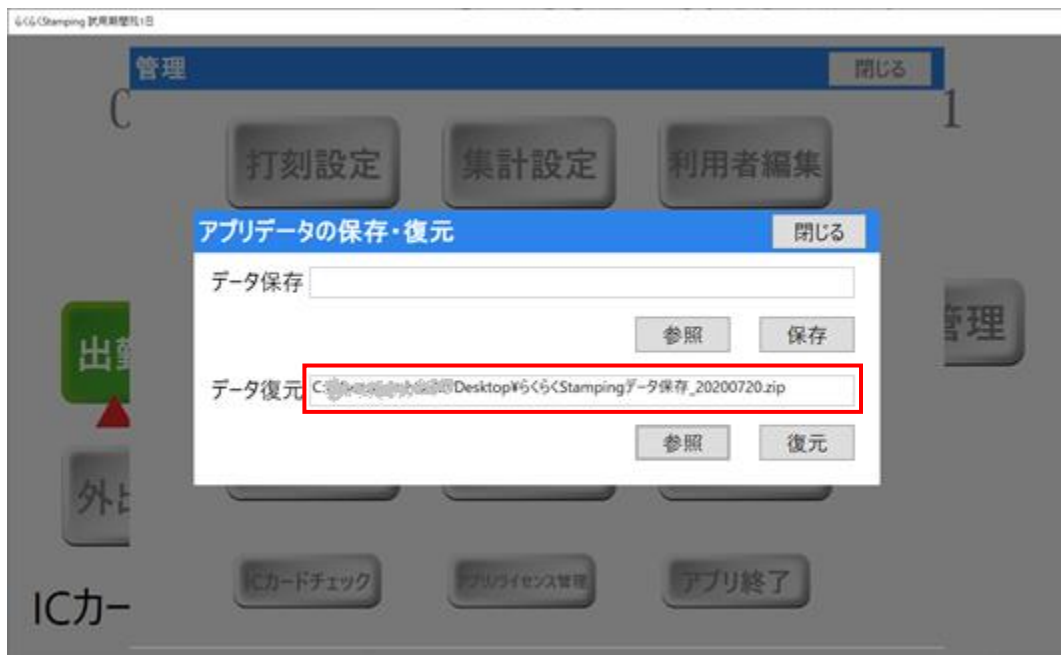 らくらくStamping 試用期間残1日
管理 閉じる
打刻設定 集計設定 利用者編集
アプリデータの保存・復元 閉じる
データ保存
参照 保存
データ復元 C: Desktop¥らくらくStampingデータ保存_20200720.zip
参照 復元
出勤
管理
外出
ICカードチェック アプリライセンス管理 アプリ終了
ICカー